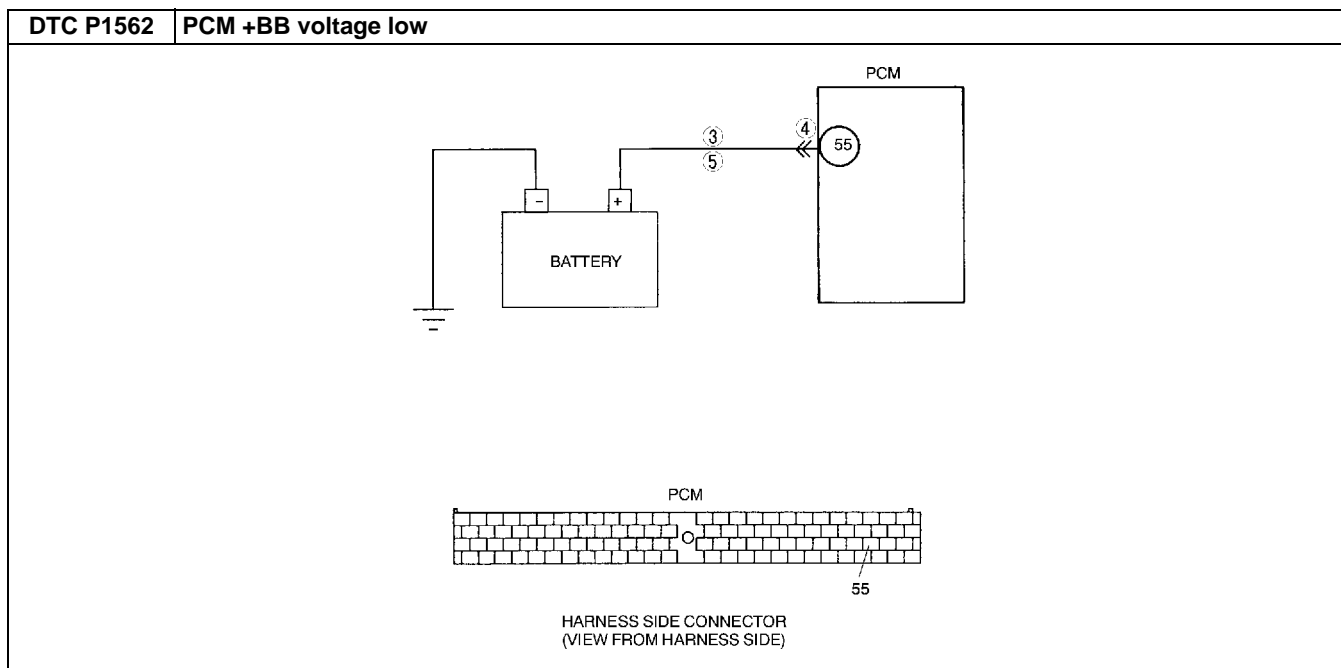 DTC P1562 PCM +BB voltage low
PCM
3
4
55
5
- +
BATTERY
PCM
55
HARNESS SIDE CONNECTOR
(VIEW FROM HARNESS SIDE)